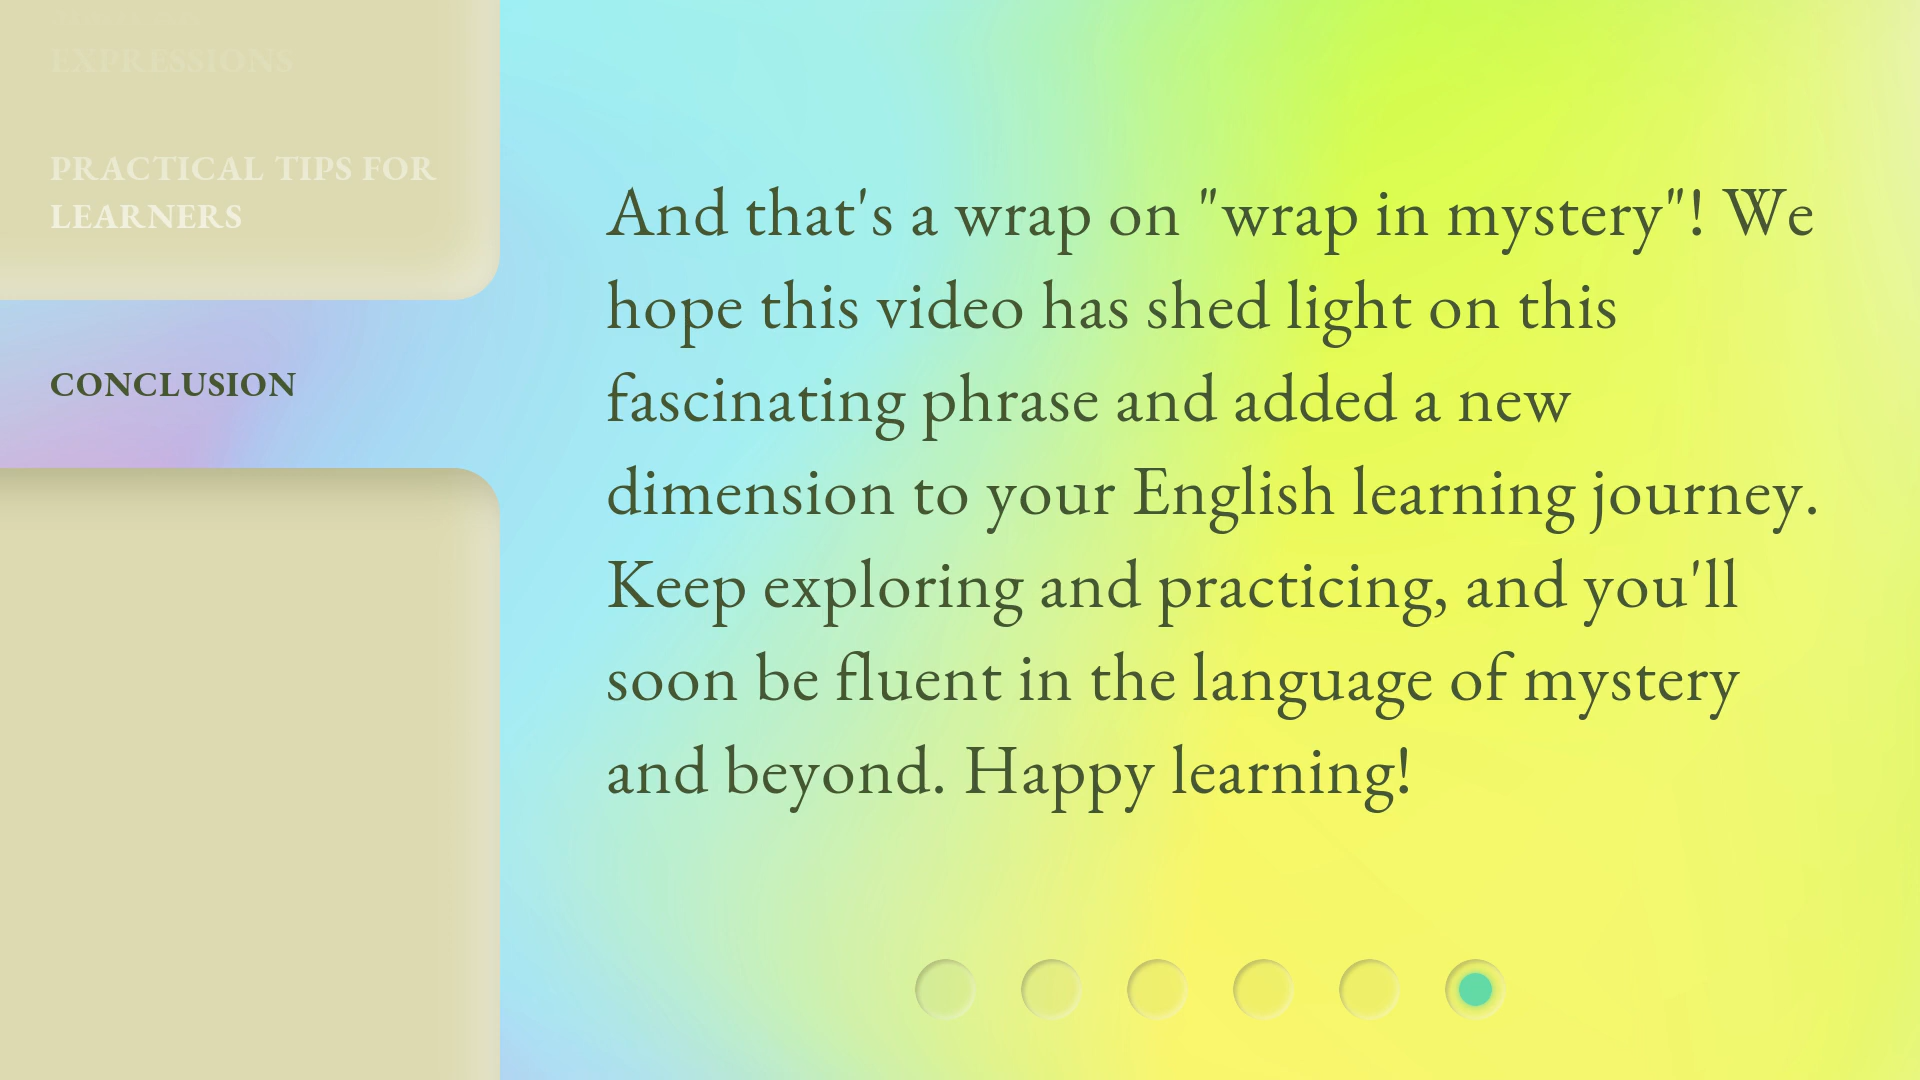 EXPRESSIONS
PRACTICAL TIPS FOR
LEARNERS
CONCLUSION
And that's a wrap on "wrap in mystery"! We
hope this video has shed light on this
fascinating phrase and added a new
dimension to your English learning journey.
Keep exploring and practicing, and you'll
soon be fluent in the language of mystery
and beyond. Happy learning!